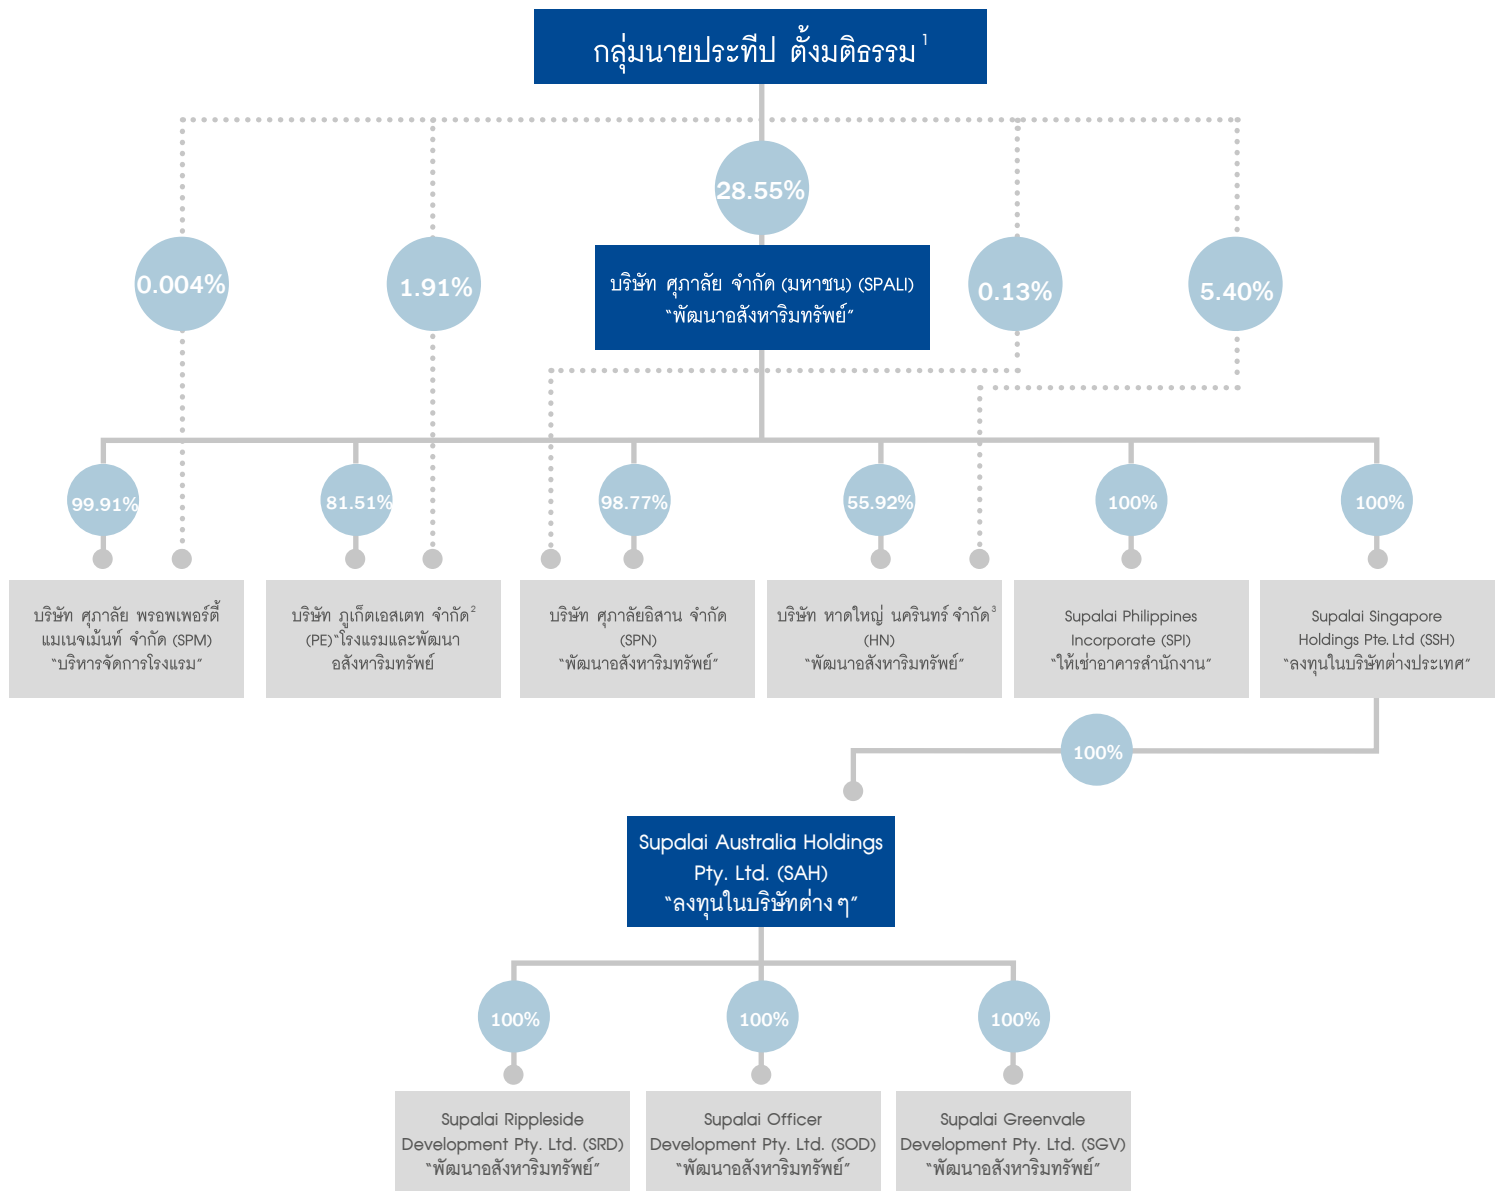 กลุ่มนายประทีป ตั้งมติธรรม 1
28.55%
0.004%
1.91%
0.13%
5.40%
บริษัท ศุภาลัย จำกัด (มหาชน) (SPALI)
“พัฒนาอสังหาริมทรัพย์”
99.91%
81.51%
98.77%
55.92%
100%
100%
บริษัท ศุภาลัย พรอพเพอร์ตี้
แมเนจเม้นท์ จำกัด (SPM)
“บริหารจัดการโรงแรม”
บริษัท ภูเก็ตเอสเตท จำกัด 2
(PE)“โรงแรมและพัฒนา
อสังหาริมทรัพย์
บริษัท ศุภาลัยอิสาน จำกัด
(SPN)
“พัฒนาอสังหาริมทรัพย์”
บริษัท หาดใหญ่ นครินทร์ จำกัด 3
(HN)
“พัฒนาอสังหาริมทรัพย์”
Supalai Philippines
Incorporate (SPI)
“ให้เช่าอาคารสำนักงาน”
Supalai Singapore
Holdings Pte. Ltd (SSH)
“ลงทุนในบริษัทต่างประเทศ”
100%
Supalai Australia Holdings
Pty. Ltd. (SAH)
“ลงทุนในบริษัทต่าง ๆ”
100%
100%
100%
Supalai Rippleside
Development Pty. Ltd. (SRD)
“พัฒนาอสังหาริมทรัพย์”
Supalai Officer
Development Pty. Ltd. (SOD)
“พัฒนาอสังหาริมทรัพย์”
Supalai Greenvale
Development Pty. Ltd. (SGV)
“พัฒนาอสังหาริมทรัพย์”